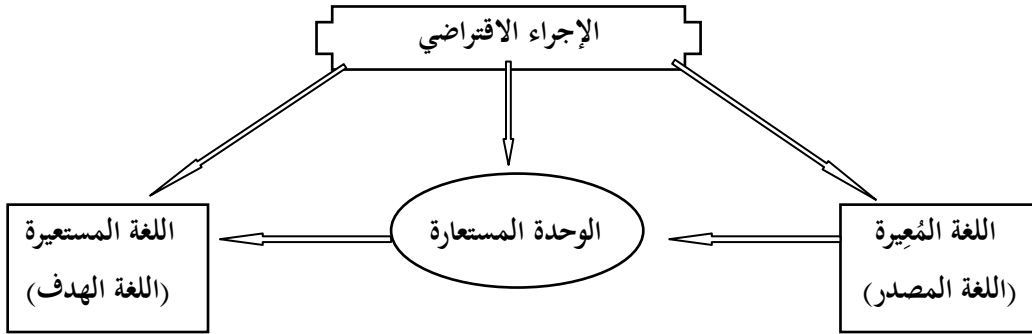 الإجراء الاقتراضي
اللغة المُعِيرة
(اللغة المصدر)
الوحدة المستعارة
اللغة المستعيرة
(اللغة الهدف)